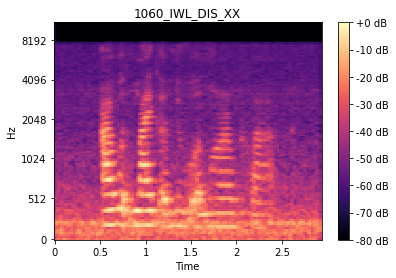 1060_IWL_DIS_XX
Hz
8192
4096
2048
1024
512
0
0
0.5
1
1.5
2
2.5
Time
+0 dB
-10 dB
-20 dB
-30 dB
-40 dB
-50 dB
-60 dB
-70 dB
-80 dB